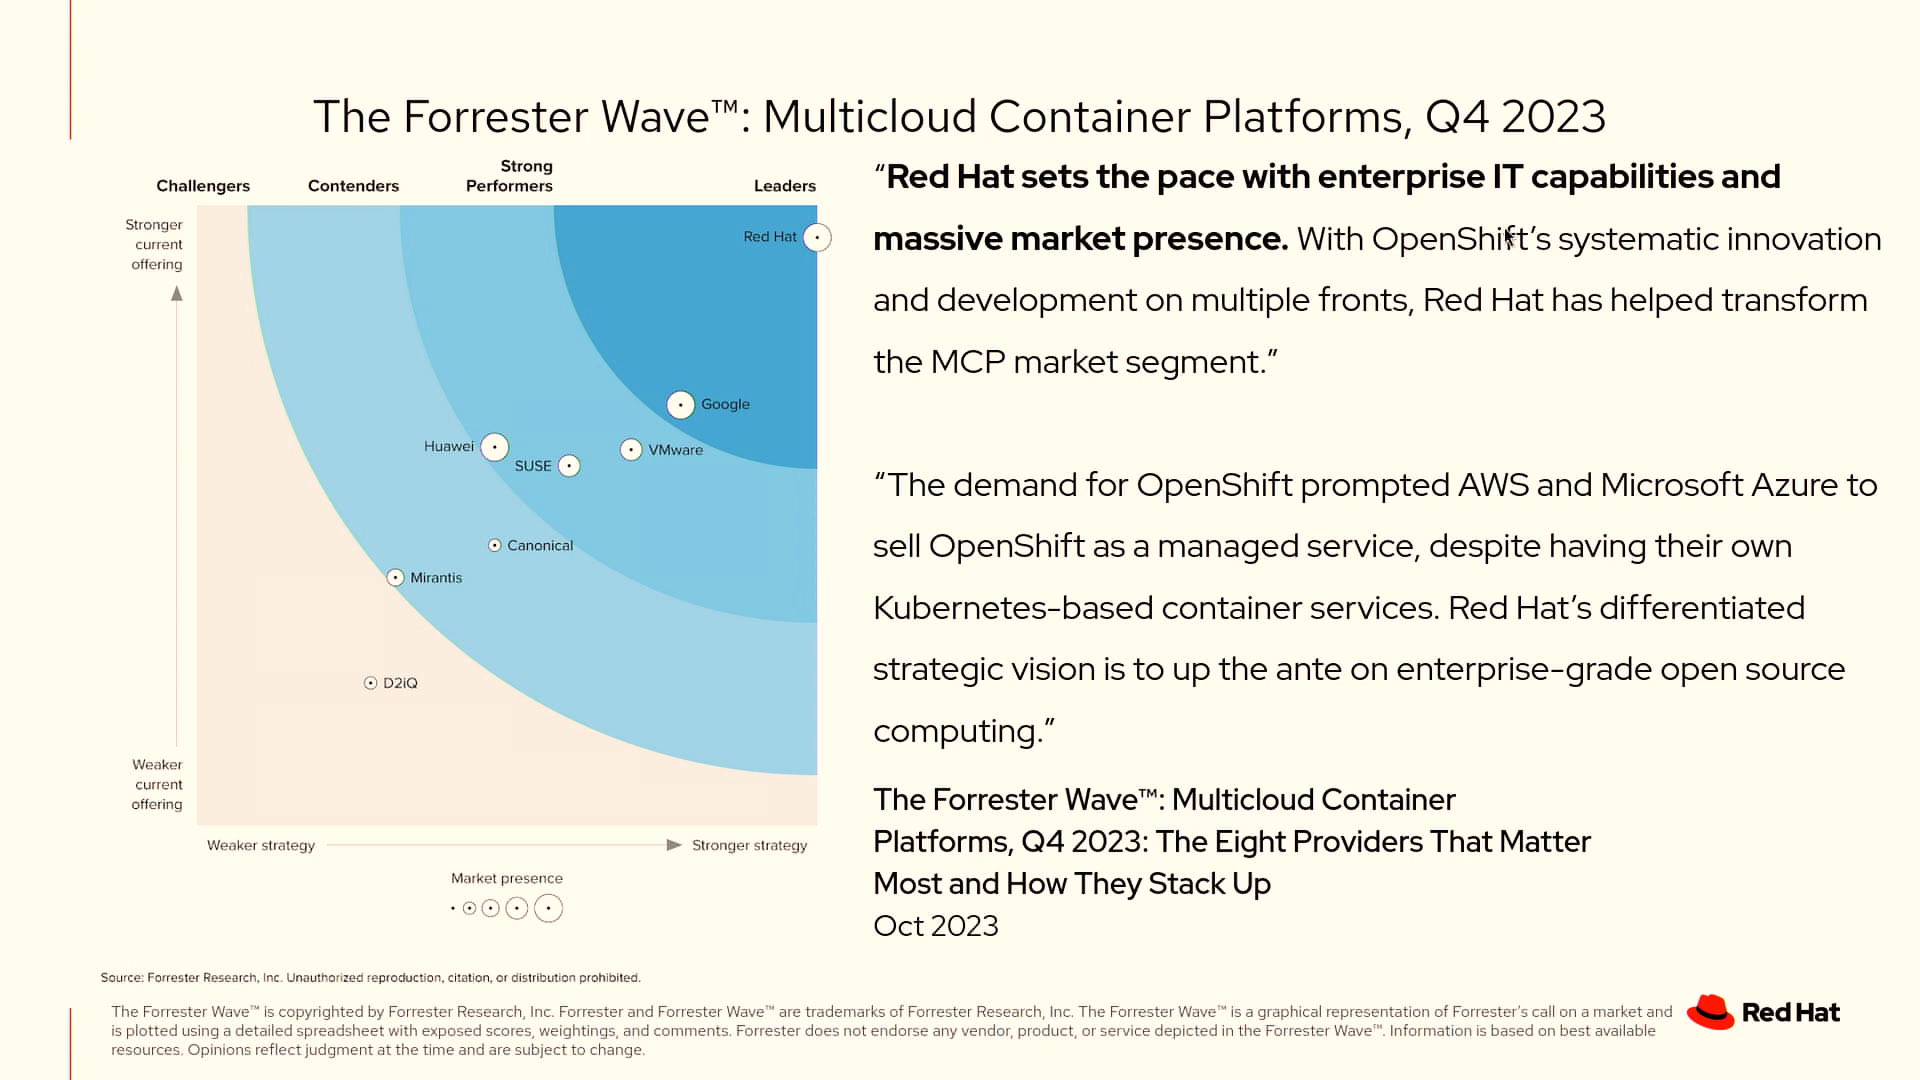 The Forrester Wave™: Multicloud Container Platforms, Q4 2023
Challengers
Contenders
Strong
Performers
Leaders
Stronger
current
offering
Red Hat
Google
Huawei
SUSE
VMware
Canonical
Mirantis
D2iQ
Weaker
current
offering
Weaker strategy
Stronger strategy
Market presence
“Red Hat sets the pace with enterprise IT capabilities and
massive market presence. With OpenShift’s systematic innovation
and development on multiple fronts, Red Hat has helped transform
the MCP market segment.”
“The demand for OpenShift prompted AWS and Microsoft Azure to
sell OpenShift as a managed service, despite having their own
Kubernetes-based container services. Red Hat’s differentiated
strategic vision is to up the ante on enterprise-grade open source
computing.”
The Forrester Wave™: Multicloud Container
Platforms, Q4 2023: The Eight Providers That Matter
Most and How They Stack Up
Oct 2023
Source: Forrester Research, Inc. Unauthorized reproduction, citation, or distribution prohibited.
The Forrester Wave™ is copyrighted by Forrester Research, Inc. Forrester and Forrester Wave™ are trademarks of Forrester Research, Inc. The Forrester Wave™ is a graphical representation of Forrester's call on a market and
is plotted using a detailed spreadsheet with exposed scores, weightings, and comments. Forrester does not endorse any vendor, product, or service depicted in the Forrester Wave™. Information is based on best available
resources. Opinions reflect judgment at the time and are subject to change.
Red Hat